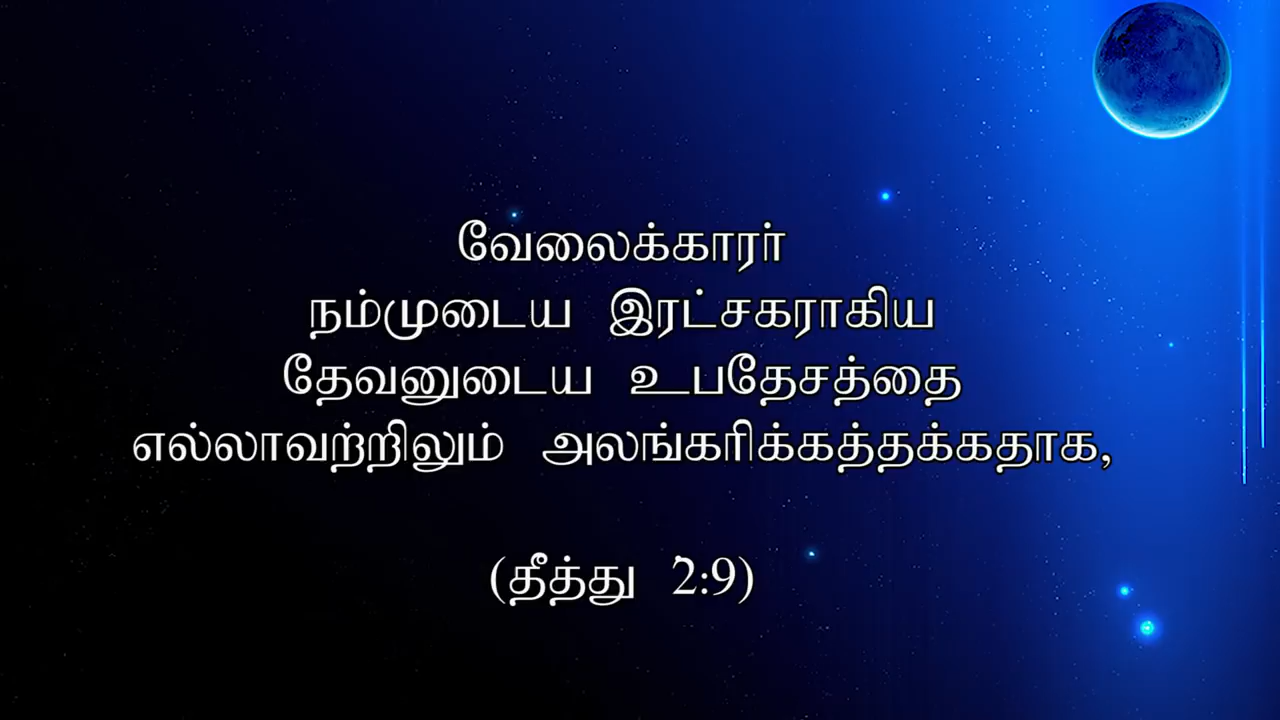 வேலைக்காரர்
நம்முடைய இரட்சகராகிய
தேவனுடைய உபதேசத்தை
எல்லாவற்றிலும் அலங்கரிக்கத்தக்கதாக,
(தீத்து 2:9)